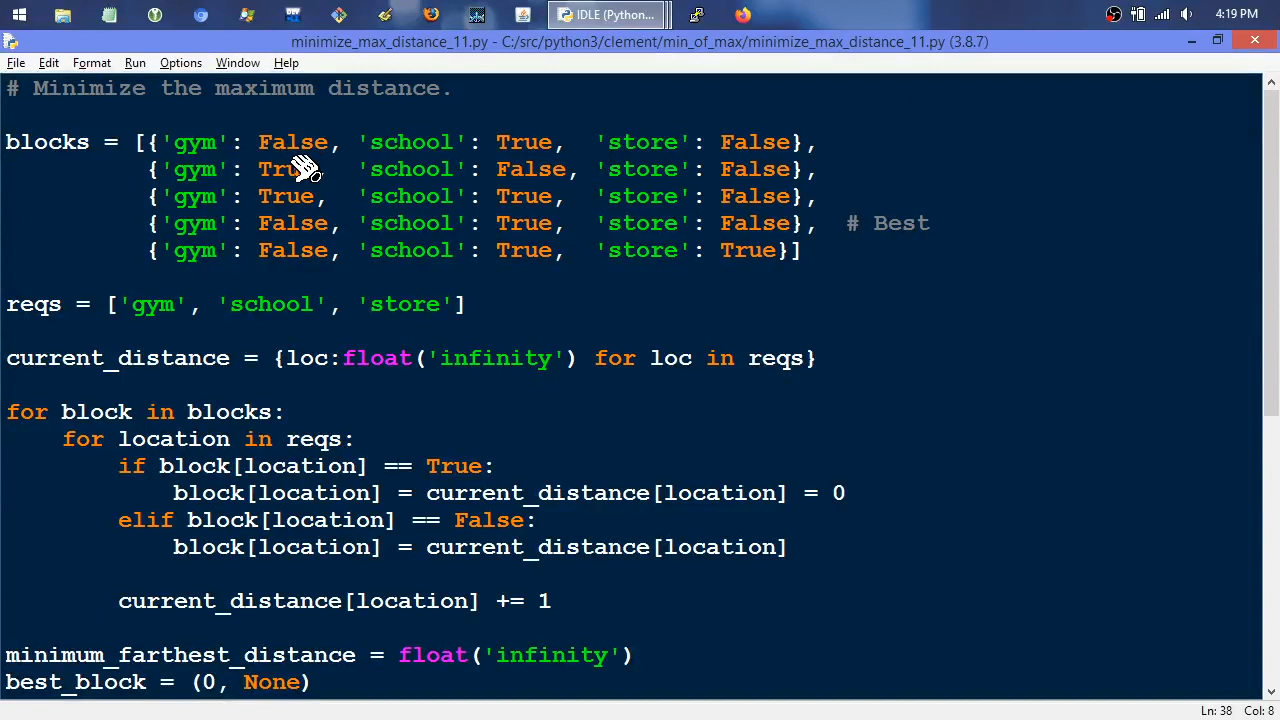 IDLE (Python...
4:19 PM
minimize_max_distance_11.py - C:/src/python3/clement/min_of_max/minimize_max_distance_11.py (3.8.7)
File Edit Format Run Options Window Help
# Minimize the maximum distance.
blocks = [{'gym': False, 'school': True, 'store': False},
{'gym': Tru 'school': False, 'store': False},
{'gym': True, 'school': True, 'store': False},
{'gym': False, 'school': True, 'store': False}, # Best
{'gym': False, 'school': True, 'store': True}]
reqs = ['gym', 'school', 'store']
current_distance = {loc:float('infinity') for loc in reqs}
for block in blocks:
for location in reqs:
if block[location] == True:
block[location] = current_distance[location] = 0
elif block[location] == False:
block[location] = current_distance[location]
current_distance[location] += 1
minimum_farthest_distance = float('infinity')
best_block = (0, None)
Ln: 38 Col: 8